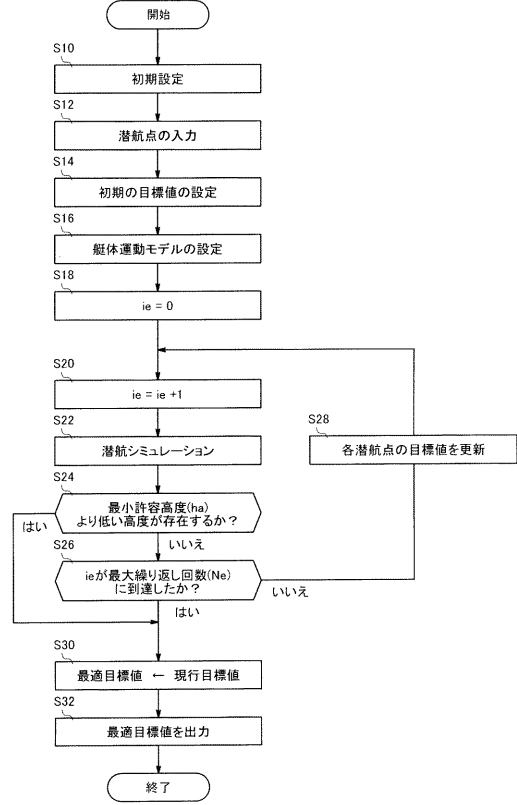 開始
S10
初期設定
S12
潜航点の入力
S14
初期の目標値の設定
S16
艇体運動モデルの設定
S18
ie = 0
S20
ie = ie +1
S22
潜航シミュレーション
S28
各潜航点の目標値を更新
S24
最小許容高度(ha)
より低い高度が存在するか？
はい
いいえ
S26
ieが最大繰り返し回数(Ne)
に到達したか？
いいえ
はい
S30
最適目標値 ← 現行目標値
S32
最適目標値を出力
終了